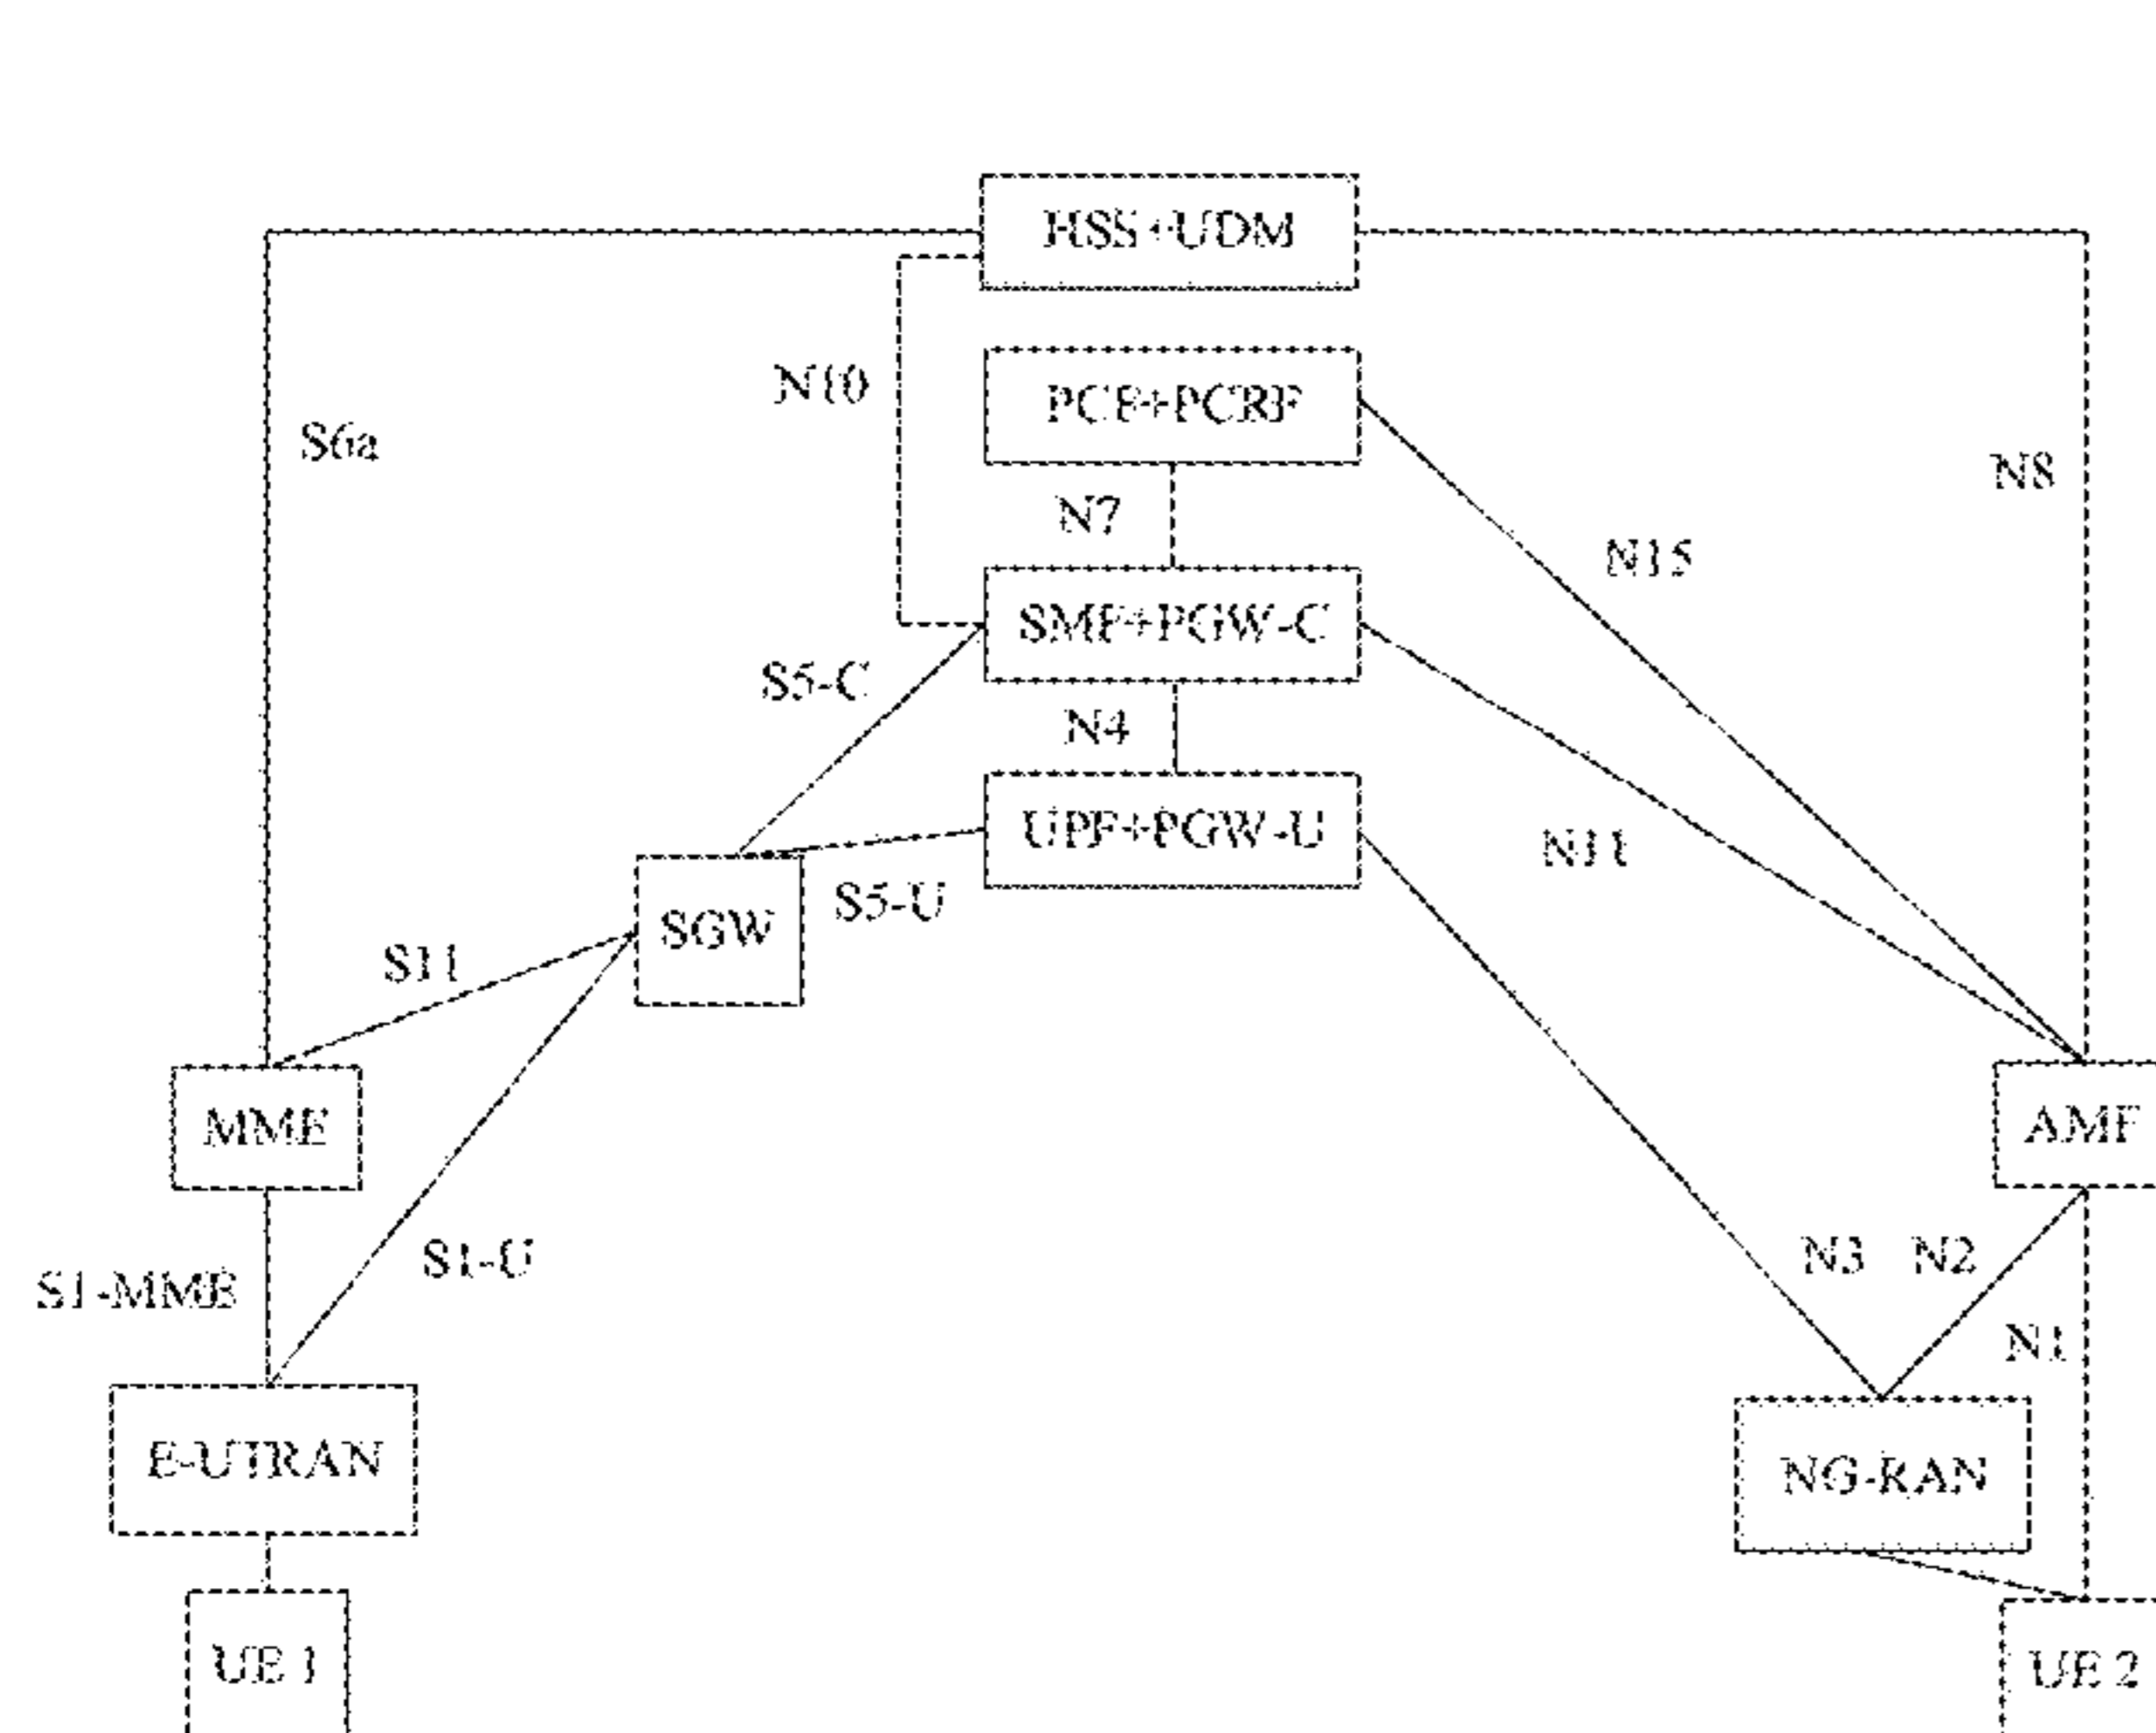 HSS+UDM
N10
PCF+PCRF
S6a
N8
N7
N15
SMF+PGW-C
S5-C
N4
UPF+PGW-U
N11
S5-U
SGW
S11
MME
AMF
S1-U
N3
N2
S1-MME
N1
E-UTRAN
NG-RAN
UE 1
UE 2